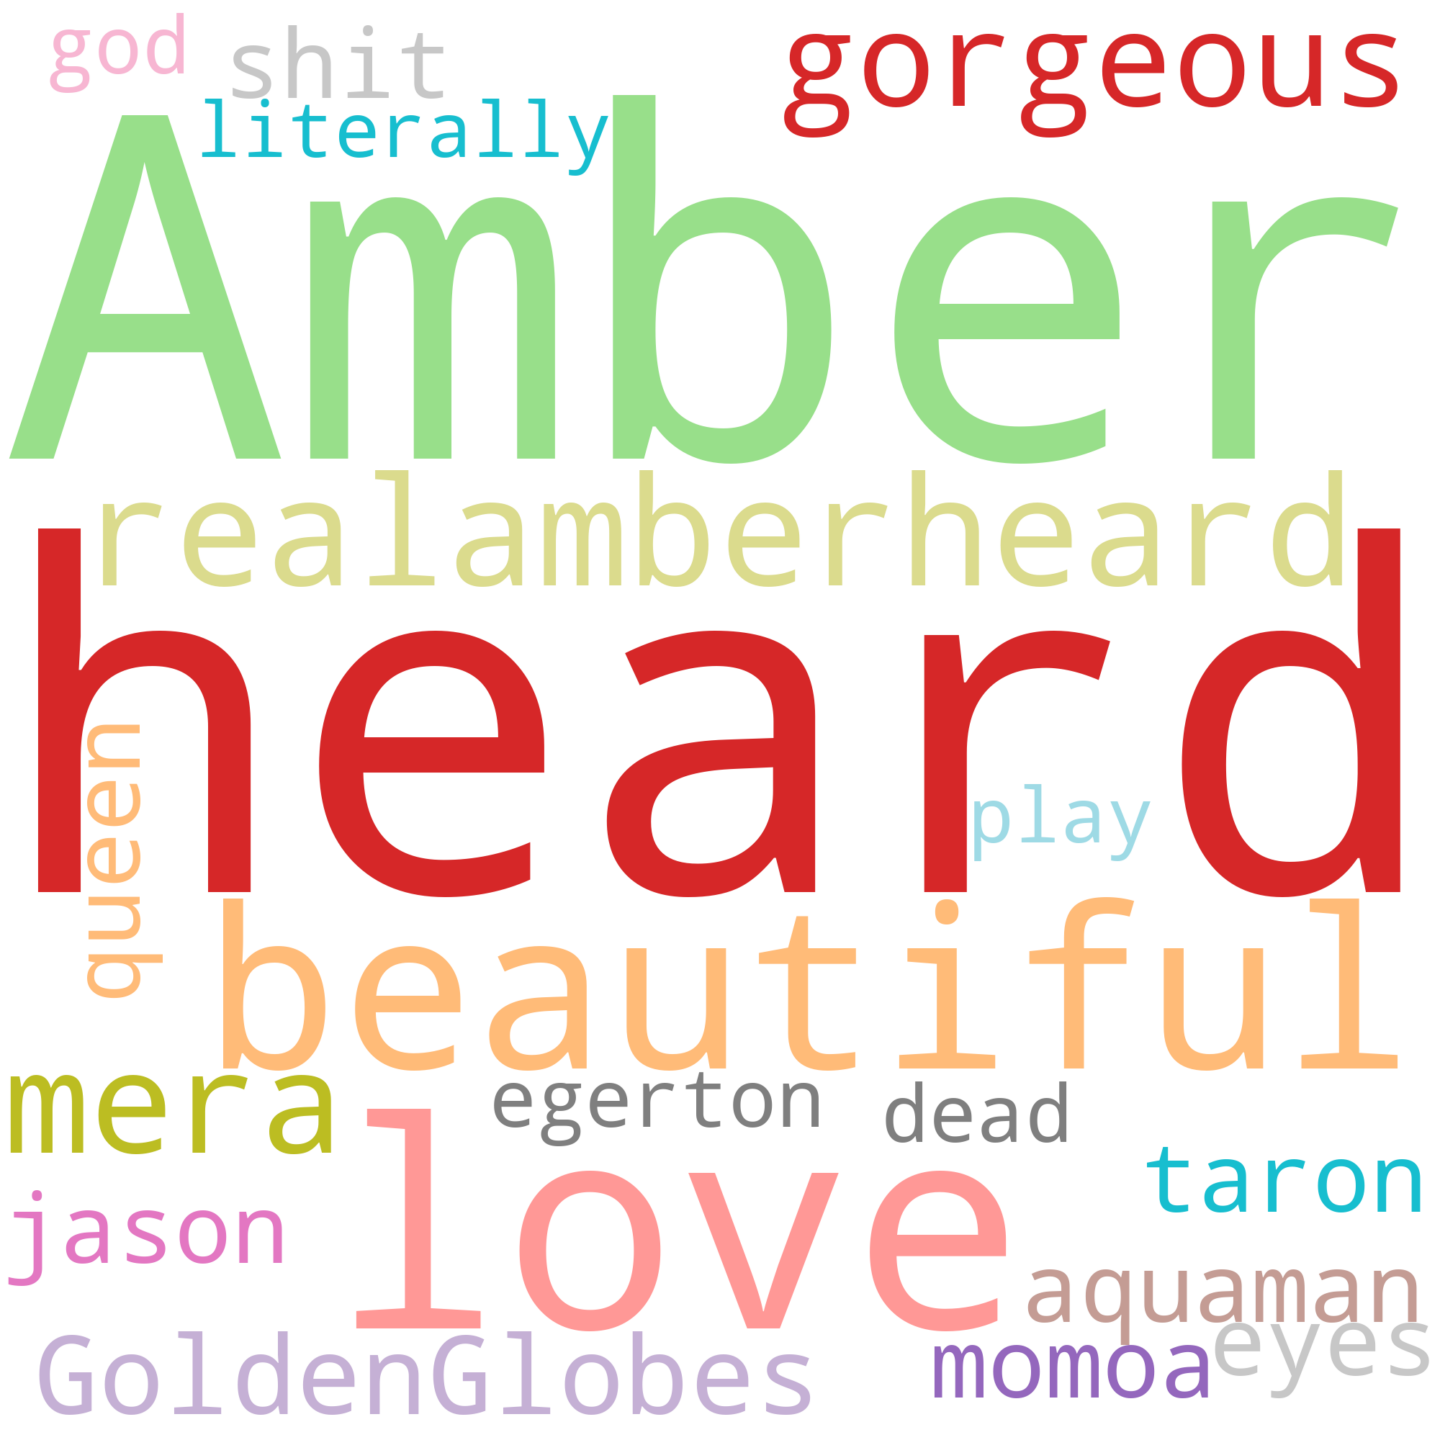 god
shit
gorgeous
literally
Amber
realamberheard
heard
queen
play
beautiful
mera
egerton
dead
love
taron
jason
aquaman
eyes
GoldenGlobes
momoa